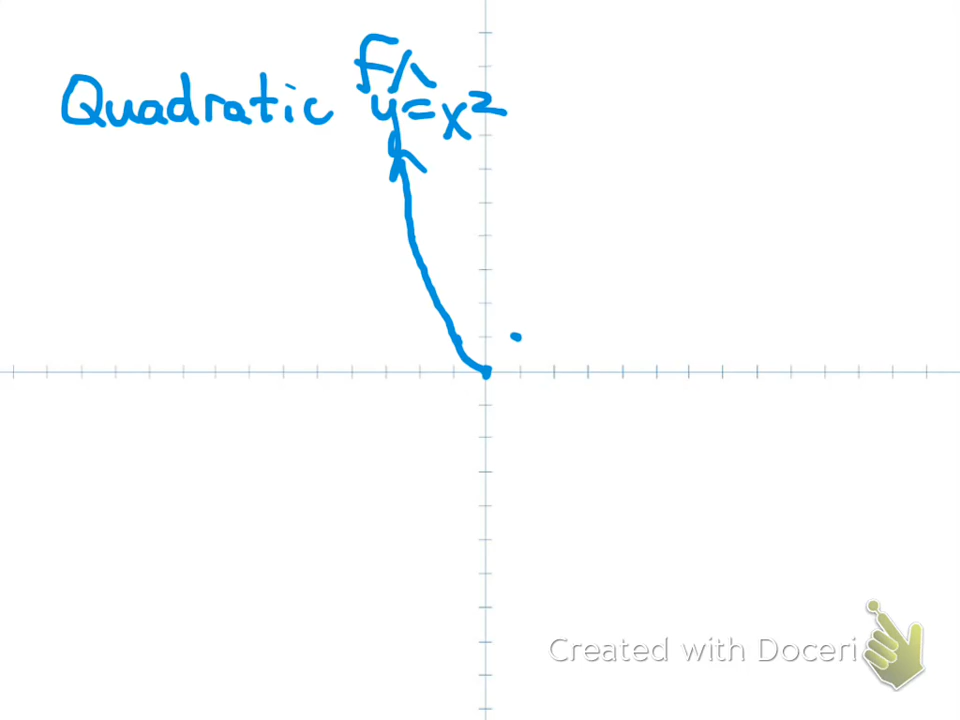 Quadratic
y=x²
Created with Doceri